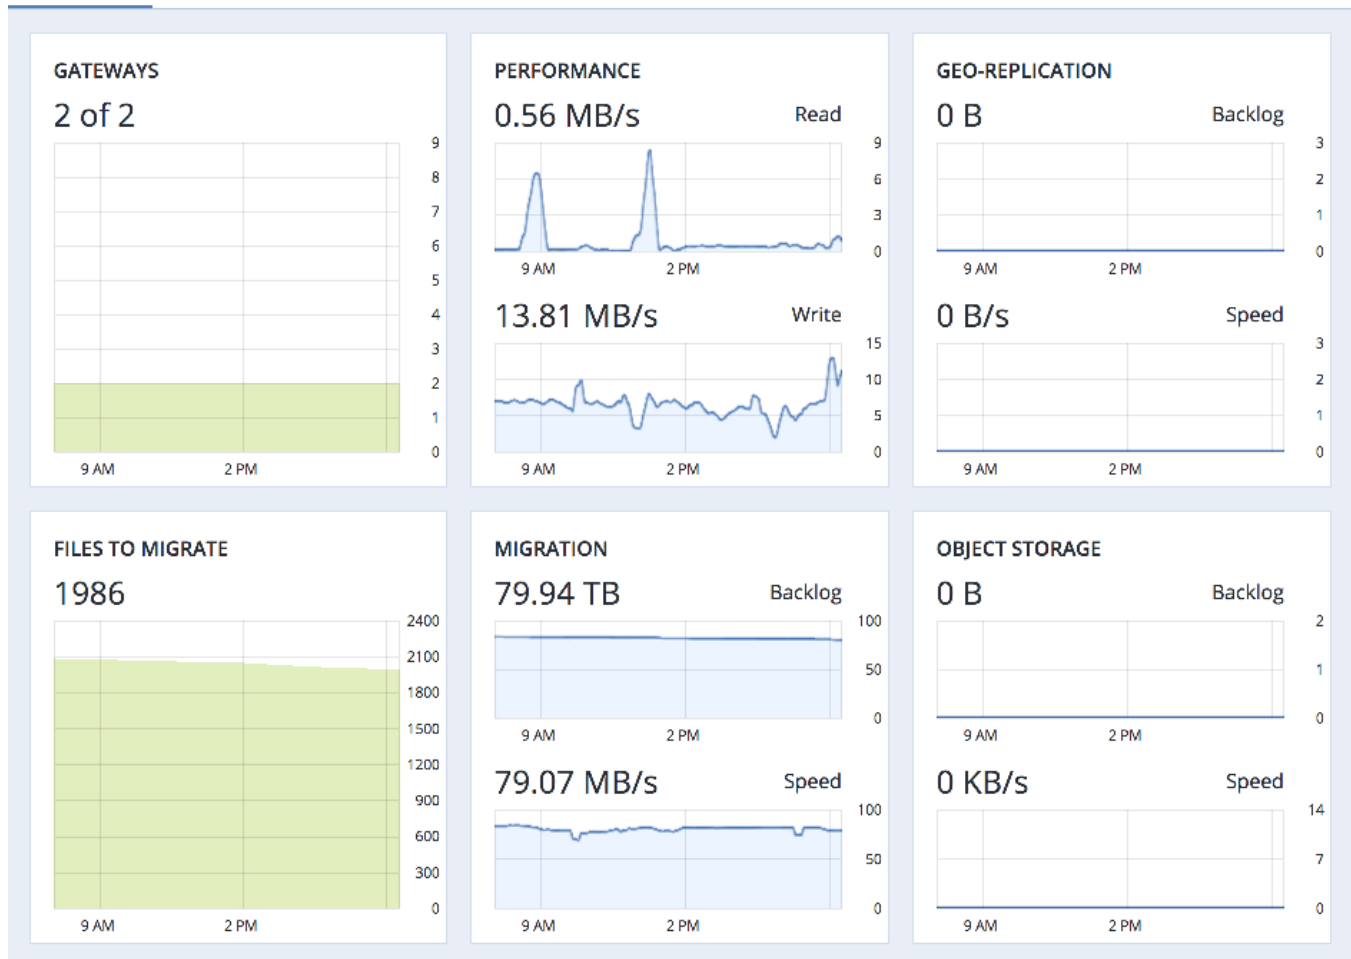 GATEWAYS
2 of 2
9
8
7
6
5
4
3
2
1
0
9 AM 2 PM
PERFORMANCE
0.56 MB/s Read
9
6
3
0
9 AM 2 PM
13.81 MB/s Write
15
10
5
0
9 AM 2 PM
GEO-REPLICATION
0 B Backlog
3
2
1
0
9 AM 2 PM
0 B/s Speed
3
2
1
0
9 AM 2 PM
FILES TO MIGRATE
1986
2400
2100
1800
1500
1200
900
600
300
0
9 AM 2 PM
MIGRATION
79.94 TB Backlog
100
50
0
9 AM 2 PM
79.07 MB/s Speed
100
50
0
9 AM 2 PM
OBJECT STORAGE
0 B Backlog
2
1
0
9 AM 2 PM
0 KB/s Speed
14
7
0
9 AM 2 PM